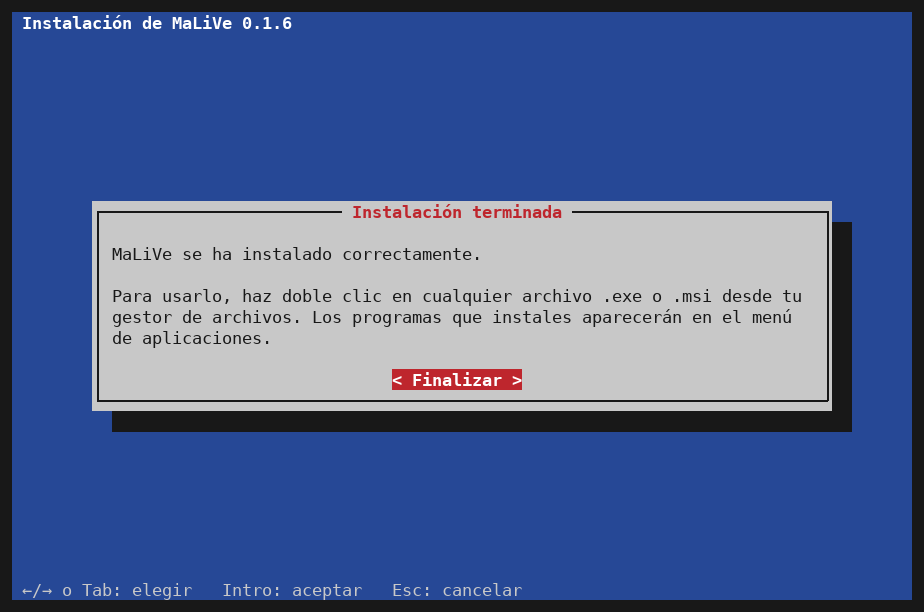 Instalación de MaLiVe 0.1.6
Instalación terminada
MaLiVe se ha instalado correctamente.
Para usarlo, haz doble clic en cualquier archivo .exe o .msi desde tu
gestor de archivos. Los programas que instales aparecerán en el menú
de aplicaciones.
< Finalizar >
←/→ o Tab: elegir   Intro: aceptar   Esc: cancelar